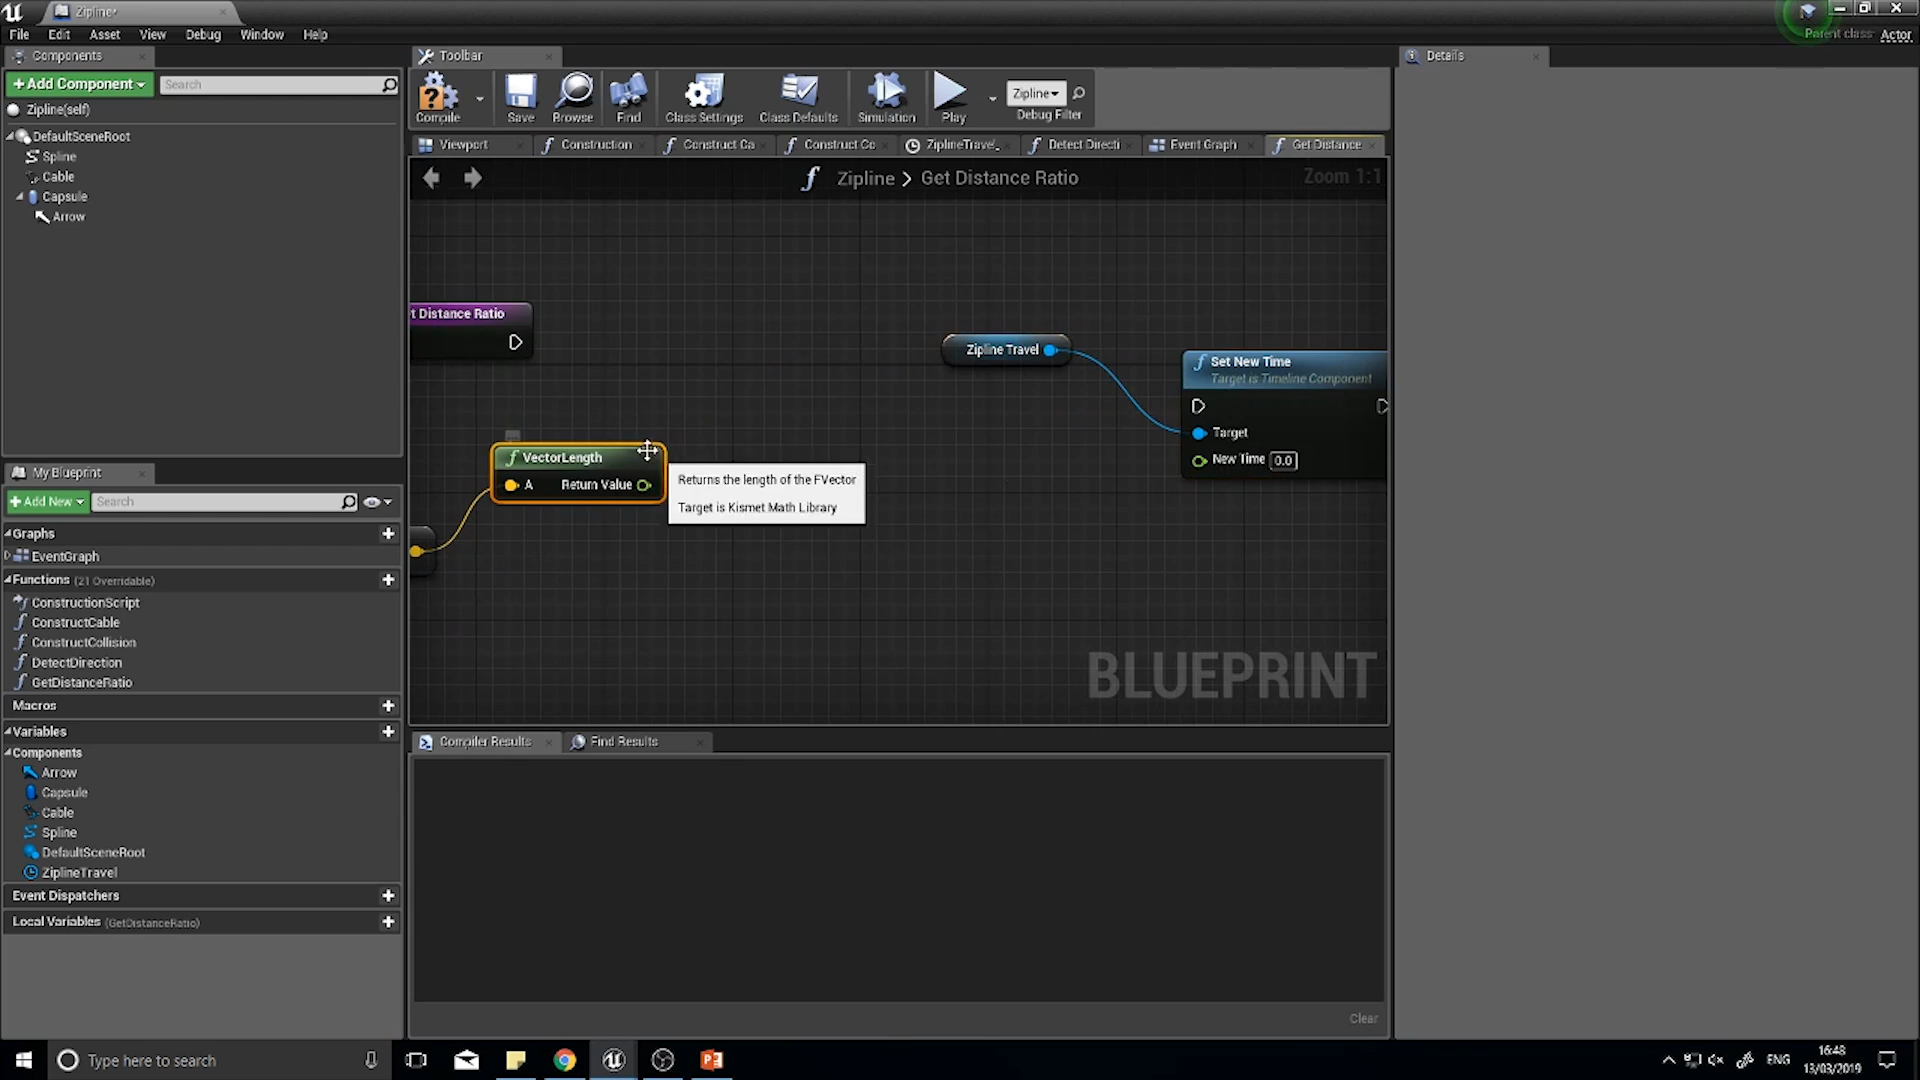 Zipline*
File Edit Asset View Debug Window Help
Parent class: Actor
Components
+Add Component
Search
Zipline(self)
DefaultSceneRoot
Spline
Cable
Capsule
Arrow
Toolbar
Compile
Save
Browse
Find
Class Settings
Class Defaults
Simulation
Play
Zipline
Debug Filter
Details
Viewport
Construction
Construct Ca
Construct Co
ZiplineTravel_
Detect Directi
Event Graph
Get Distance
Zipline > Get Distance Ratio
Zoom 1:1
t Distance Ratio
Zipline Travel
Set New Time
Target is Timeline Component
Target
New Time 0.0
VectorLength
A Return Value
Returns the length of the FVector
Target is Kismet Math Library
BLUEPRINT
My Blueprint
+Add New
Search
Graphs
EventGraph
Functions (21 Overridable)
ConstructionScript
ConstructCable
ConstructCollision
DetectDirection
GetDistanceRatio
Macros
Variables
Components
Arrow
Capsule
Cable
Spline
DefaultSceneRoot
ZiplineTravel
Event Dispatchers
Local Variables (GetDistanceRatio)
Compiler Results
Find Results
Clear
Type here to search
ENG
16:48
13/03/2019